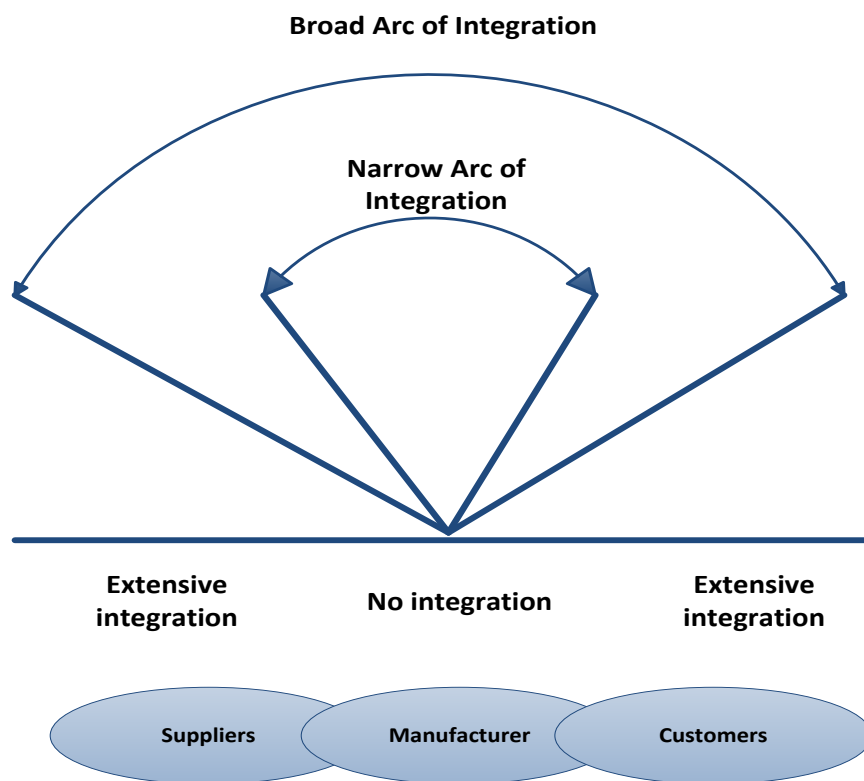 Broad Arc of Integration
Narrow Arc of
Integration
Extensive
integration
No integration
Extensive
integration
Suppliers
Manufacturer
Customers